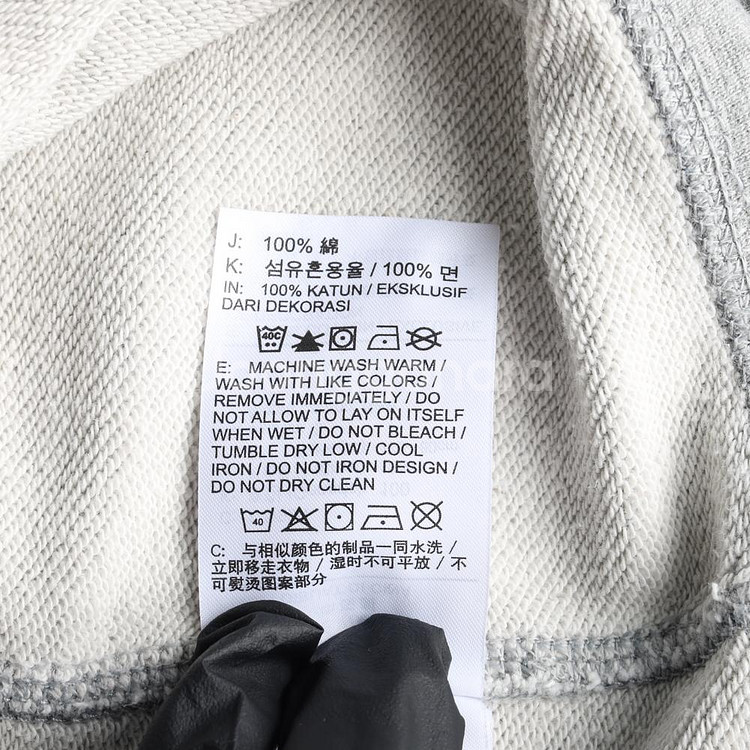 J: 100% 綿
K: 섬유혼용율 / 100% 면
IN: 100% KATUN / EKSKLUSIF
DARI DEKORASI
40C
E: MACHINE WASH WARM /
WASH WITH LIKE COLORS /
REMOVE IMMEDIATELY / DO
NOT ALLOW TO LAY ON ITSELF
WHEN WET / DO NOT BLEACH /
TUMBLE DRY LOW / COOL
IRON / DO NOT IRON DESIGN /
DO NOT DRY CLEAN
40
C: 与相似颜色的制品一同水洗 /
立即移走衣物 / 湿时不可平放 / 不
可熨烫图案部分